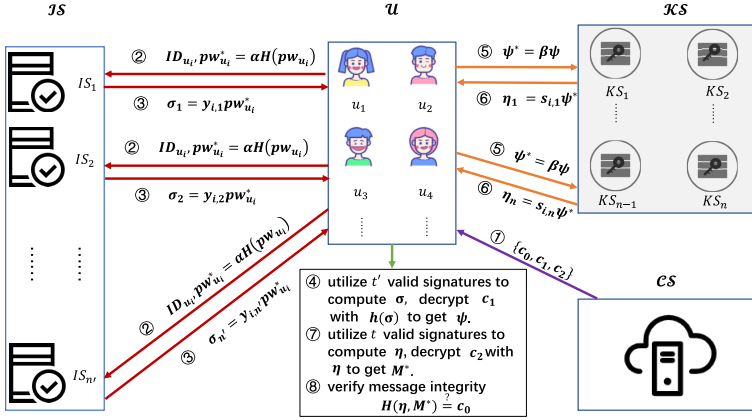 𝓘𝓢
𝓤
𝓚𝓢
② ID_{u_i}, pw*_{u_i} = αH(pw_{u_i})
IS_1
③ σ_1 = y_{i,1}pw*_{u_i}
② ID_{u_i}, pw*_{u_i} = αH(pw_{u_i})
IS_2
③ σ_2 = y_{i,2}pw*_{u_i}
② ID_{u_i}, pw*_{u_i} = αH(pw_{u_i})
③ σ_{n'} = y_{i,n'}pw*_{u_i}
IS_{n'}
u_1 u_2
u_3 u_4
⑤ ψ* = βψ
⑥ η_1 = s_{i,1}ψ*
⑤ ψ* = βψ
⑥ η_n = s_{i,n}ψ*
KS_1 KS_2
KS_{n−1} KS_n
① {c_0, c_1, c_2}
𝓒𝓢
④ utilize t' valid signatures to
compute σ, decrypt c_1
with h(σ) to get ψ.
⑦ utilize t valid signatures to
compute η, decrypt c_2 with
η to get M*.
⑧ verify message integrity
H(η, M*) ≟ c_0